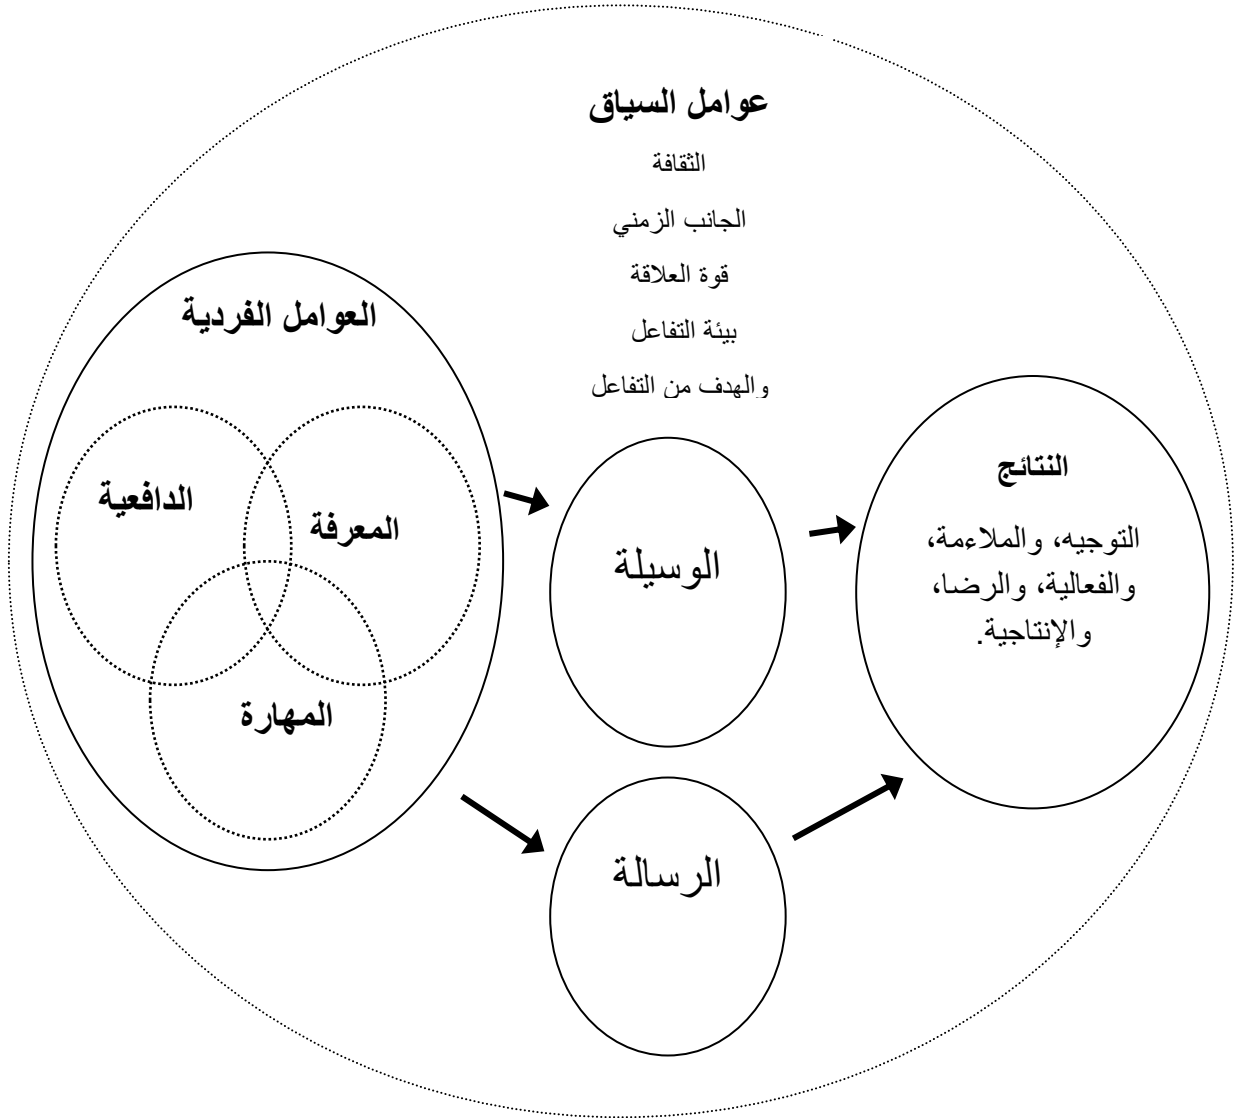 عوامل السياق
الثقافة
الجانب الزمني
قوة العلاقة
بيئة التفاعل
والهدف من التفاعل
العوامل الفردية
الدافعية
المعرفة
المهارة
الوسيلة
الرسالة
النتائج
التوجيه، والملاءمة،
والفعالية، والرضا،
والإنتاجية.